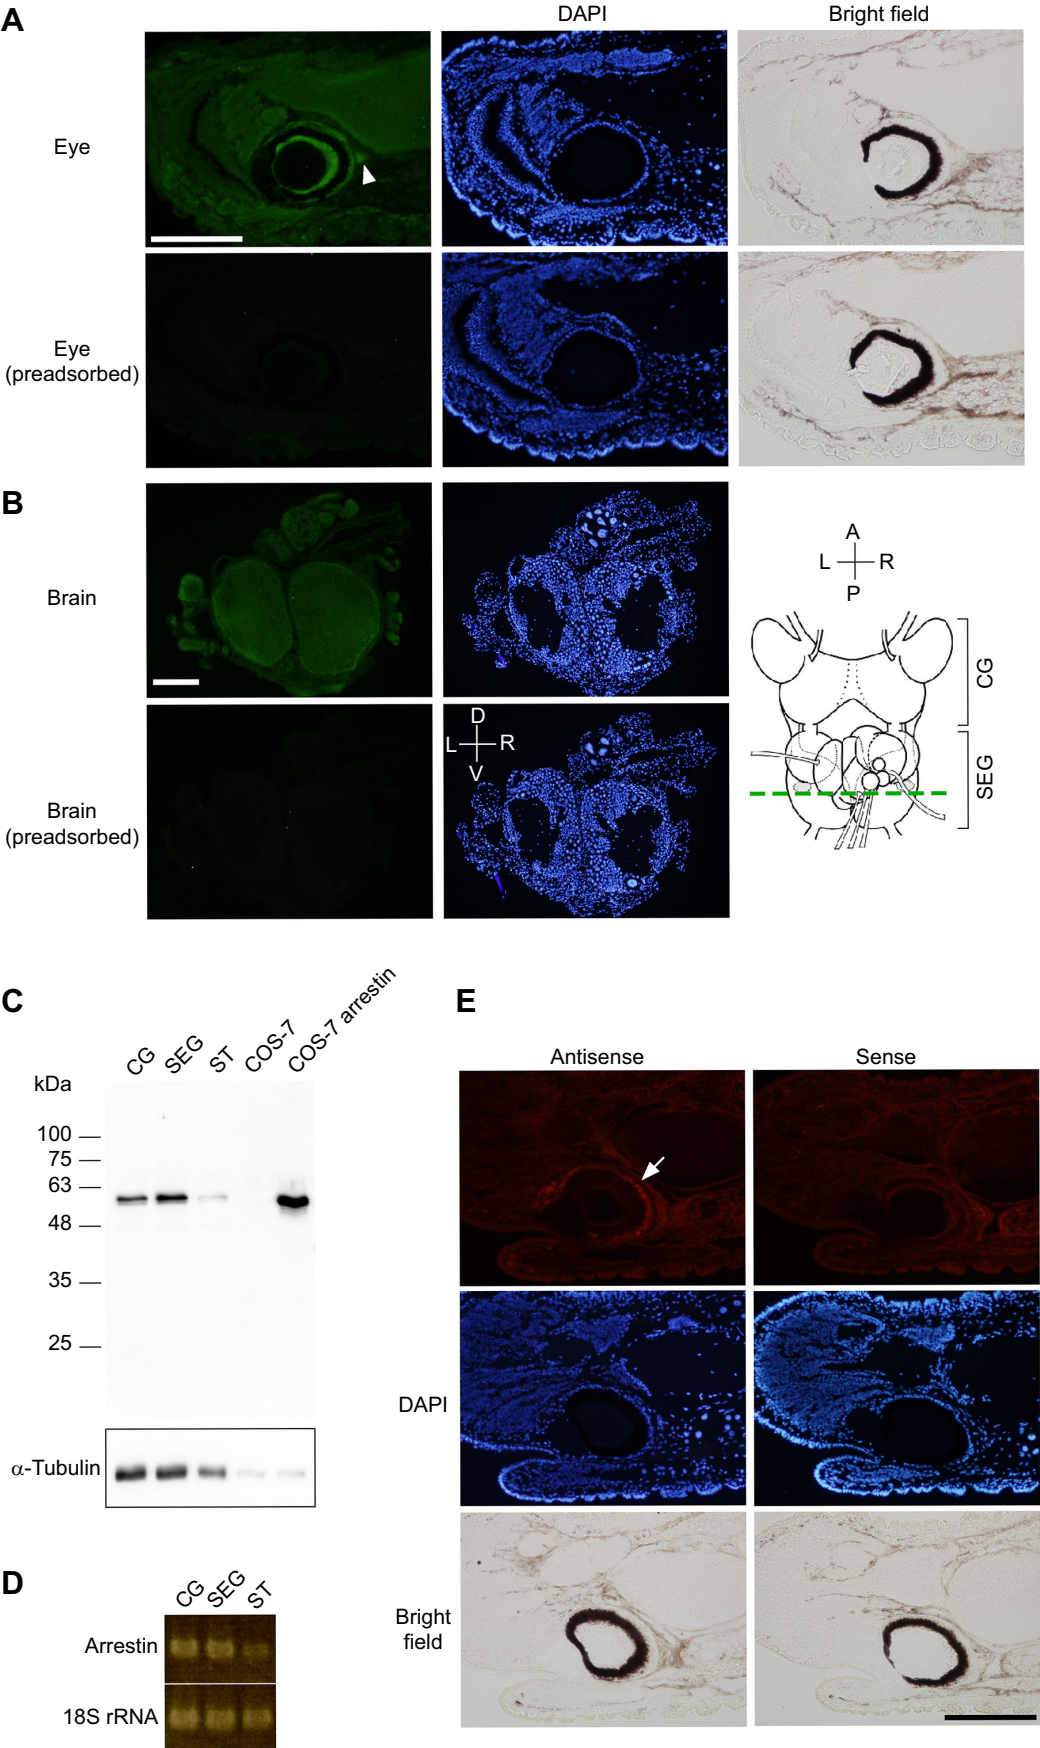 A
DAPI
Bright field
Eye
Eye
(preadsorbed)
B
Brain
Brain
(preadsorbed)
D
L
R
V
A
L
R
P
CG
SEG
C
CG
SEG
ST
COS-7
COS-7 arrestin
kDa
100
75
63
48
35
25
α-Tubulin
D
CG
SEG
ST
Arrestin
18S rRNA
E
Antisense
Sense
DAPI
Bright
field